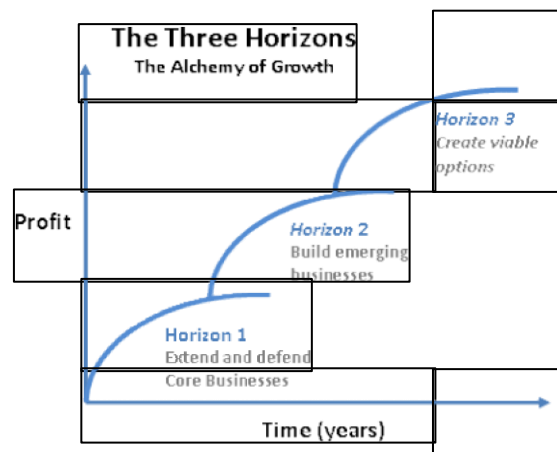 The Three Horizons
The Alchemy of Growth
Horizon 3
Create viable
options
Profit
Horizon 2
Build emerging
businesses
Horizon 1
Extend and defend
Core Businesses
Time (years)